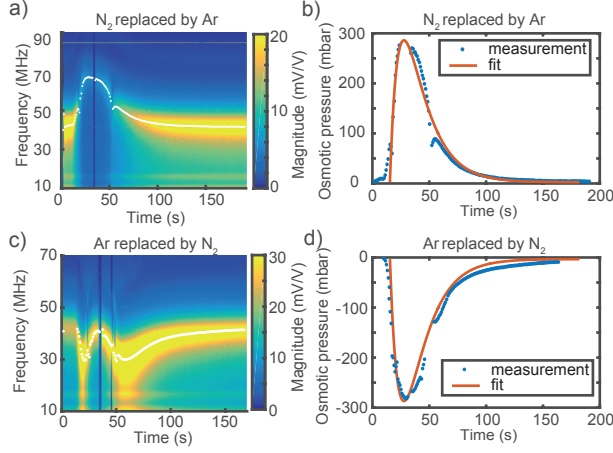 a)
N₂ replaced by Ar
90
70
50
30
10
Frequency (MHz)
0
50
100
150
Time (s)
20
10
0
Magnitude (mV/V)
b)
N₂ replaced by Ar
300
200
100
0
Osmotic pressure (mbar)
measurement
fit
0
50
100
150
200
Time (s)
c)
Ar replaced by N₂
70
50
30
10
Frequency (MHz)
0
50
100
150
Time (s)
30
20
10
0
Magnitude (mV/V)
d)
Ar replaced by N₂
0
-100
-200
-300
Osmotic pressure (mbar)
measurement
fit
0
50
100
150
200
Time (s)